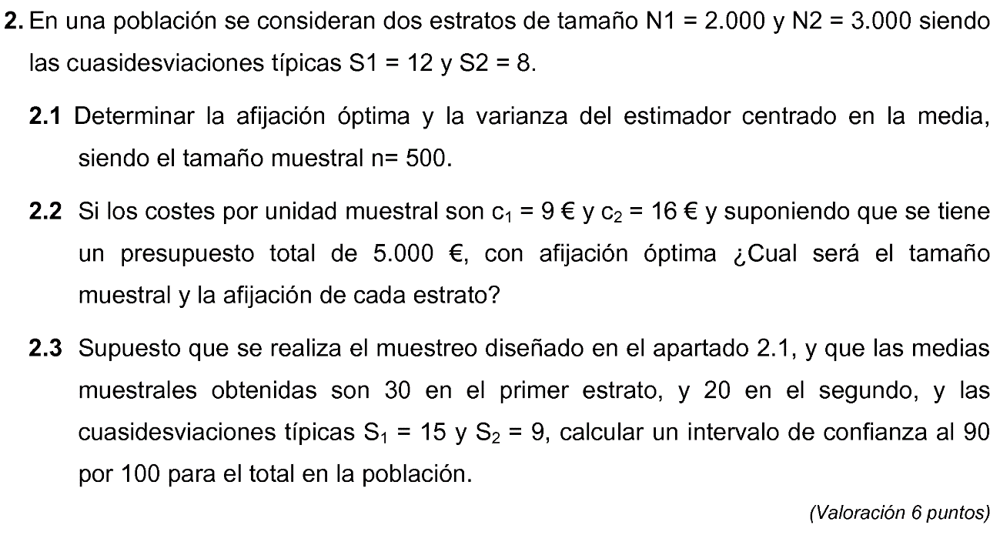 2. En una población se consideran dos estratos de tamaño N1 = 2.000 y N2 = 3.000 siendo
las cuasidesviaciones típicas S1 = 12 y S2 = 8.
2.1 Determinar la afijación óptima y la varianza del estimador centrado en la media,
siendo el tamaño muestral n= 500.
2.2 Si los costes por unidad muestral son c₁ = 9 € y c₂ = 16 € y suponiendo que se tiene
un presupuesto total de 5.000 €, con afijación óptima ¿Cual será el tamaño
muestral y la afijación de cada estrato?
2.3 Supuesto que se realiza el muestreo diseñado en el apartado 2.1, y que las medias
muestrales obtenidas son 30 en el primer estrato, y 20 en el segundo, y las
cuasidesviaciones típicas S₁ = 15 y S₂ = 9, calcular un intervalo de confianza al 90
por 100 para el total en la población.
(Valoración 6 puntos)